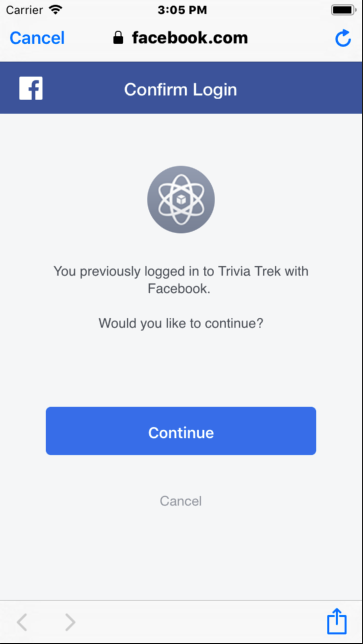 Carrier 3:05 PM
Cancel facebook.com
Confirm Login
You previously logged in to Trivia Trek with
Facebook.
Would you like to continue?
Continue
Cancel